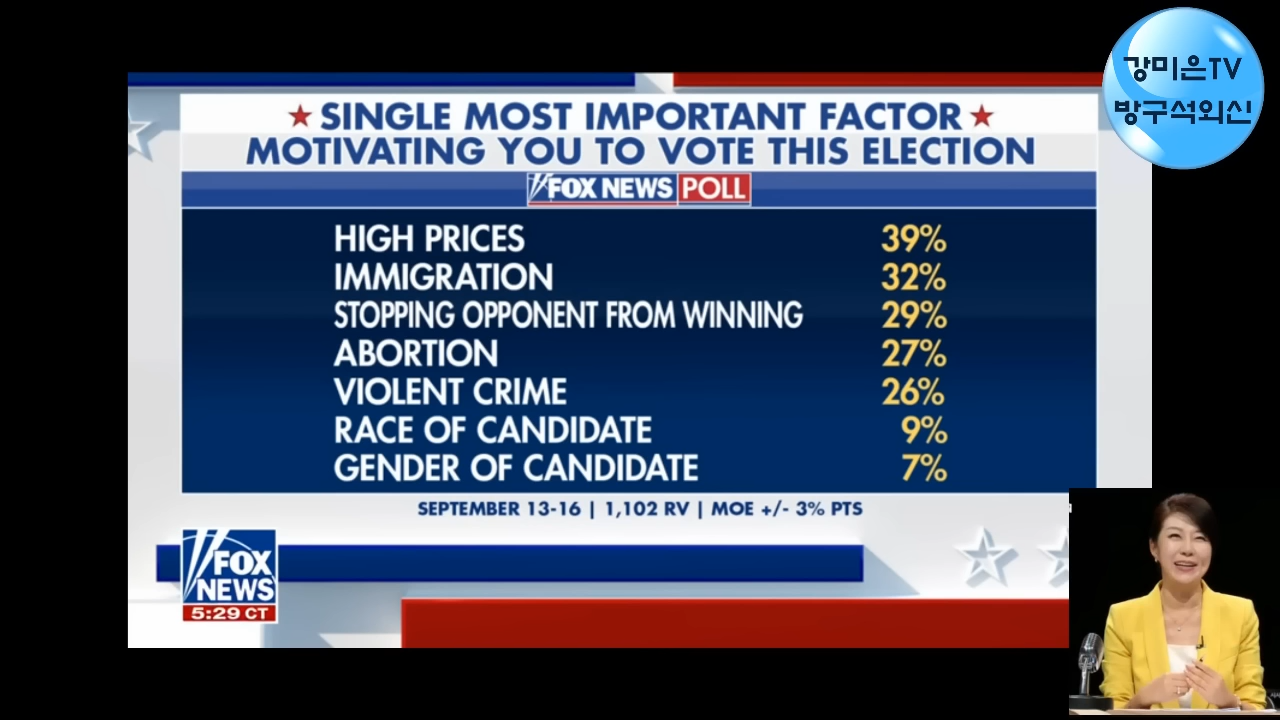 강미은TV
방구석외신
SINGLE MOST IMPORTANT FACTOR
MOTIVATING YOU TO VOTE THIS ELECTION
FOX NEWS POLL
HIGH PRICES 39%
IMMIGRATION 32%
STOPPING OPPONENT FROM WINNING 29%
ABORTION 27%
VIOLENT CRIME 26%
RACE OF CANDIDATE 9%
GENDER OF CANDIDATE 7%
SEPTEMBER 13-16 | 1,102 RV | MOE +/- 3% PTS
FOX
NEWS
5:29 CT